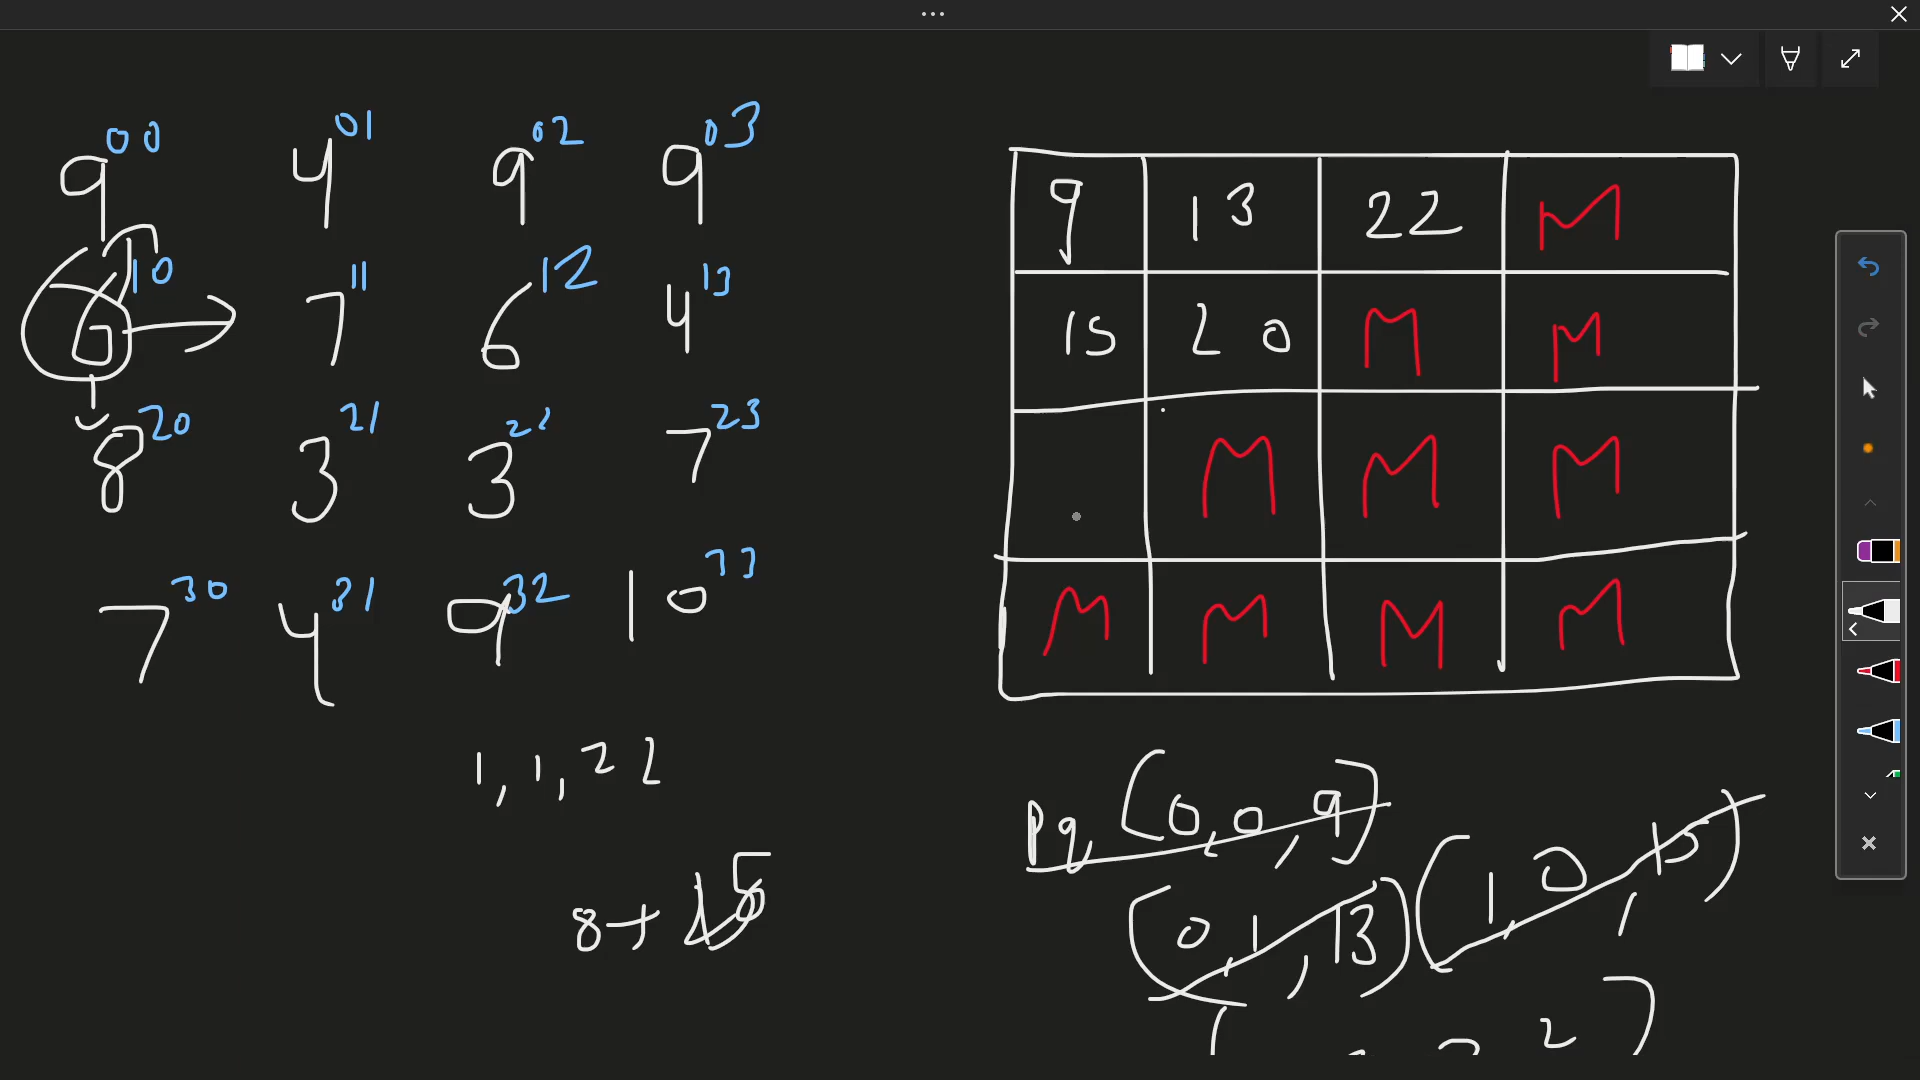 9 00 4 01 9 02 9 03
6 10 7 11 6 12 4 13
8 20 3 21 3 22 7 23
7 30 4 31 9 32 10 33
1, 1, 22
8 + 15
9 13 22 M
15 20 M M
M M M
M M M M
Pq, (0, 0, 9)
(0, 1, 13) (1, 0, 15)